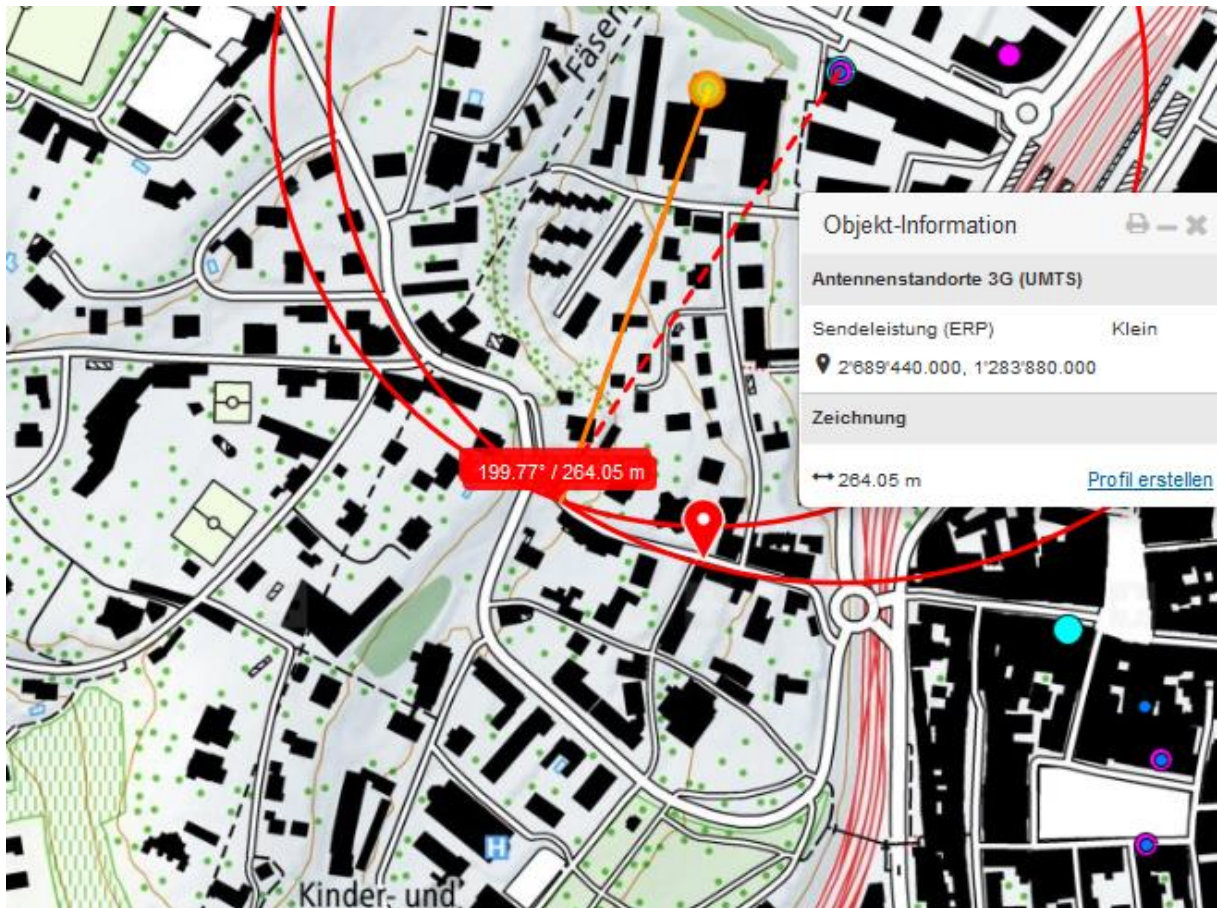 Fäsen
Objekt-Information
Antennenstandorte 3G (UMTS)
Sendeleistung (ERP) Klein
2'689'440.000, 1'283'880.000
Zeichnung
199.77° / 264.05 m
264.05 m Profil erstellen
H
Kinder- und